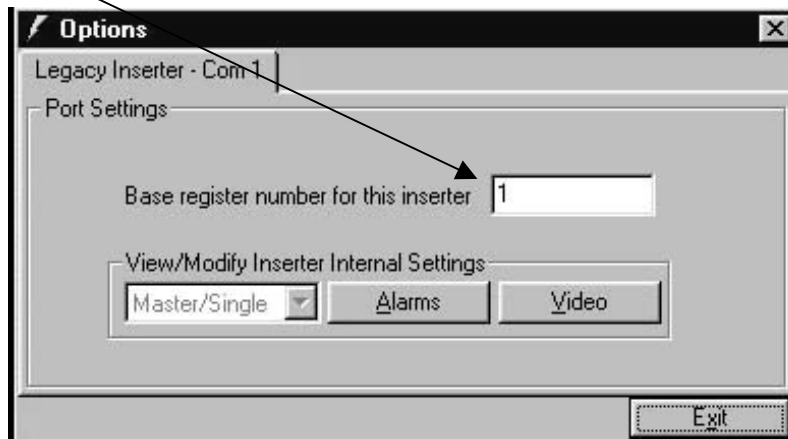 Options
Legacy Inserter - Com 1
Port Settings
Base register number for this inserter 1
View/Modify Inserter Internal Settings
Master/Single Alarms Video
Exit